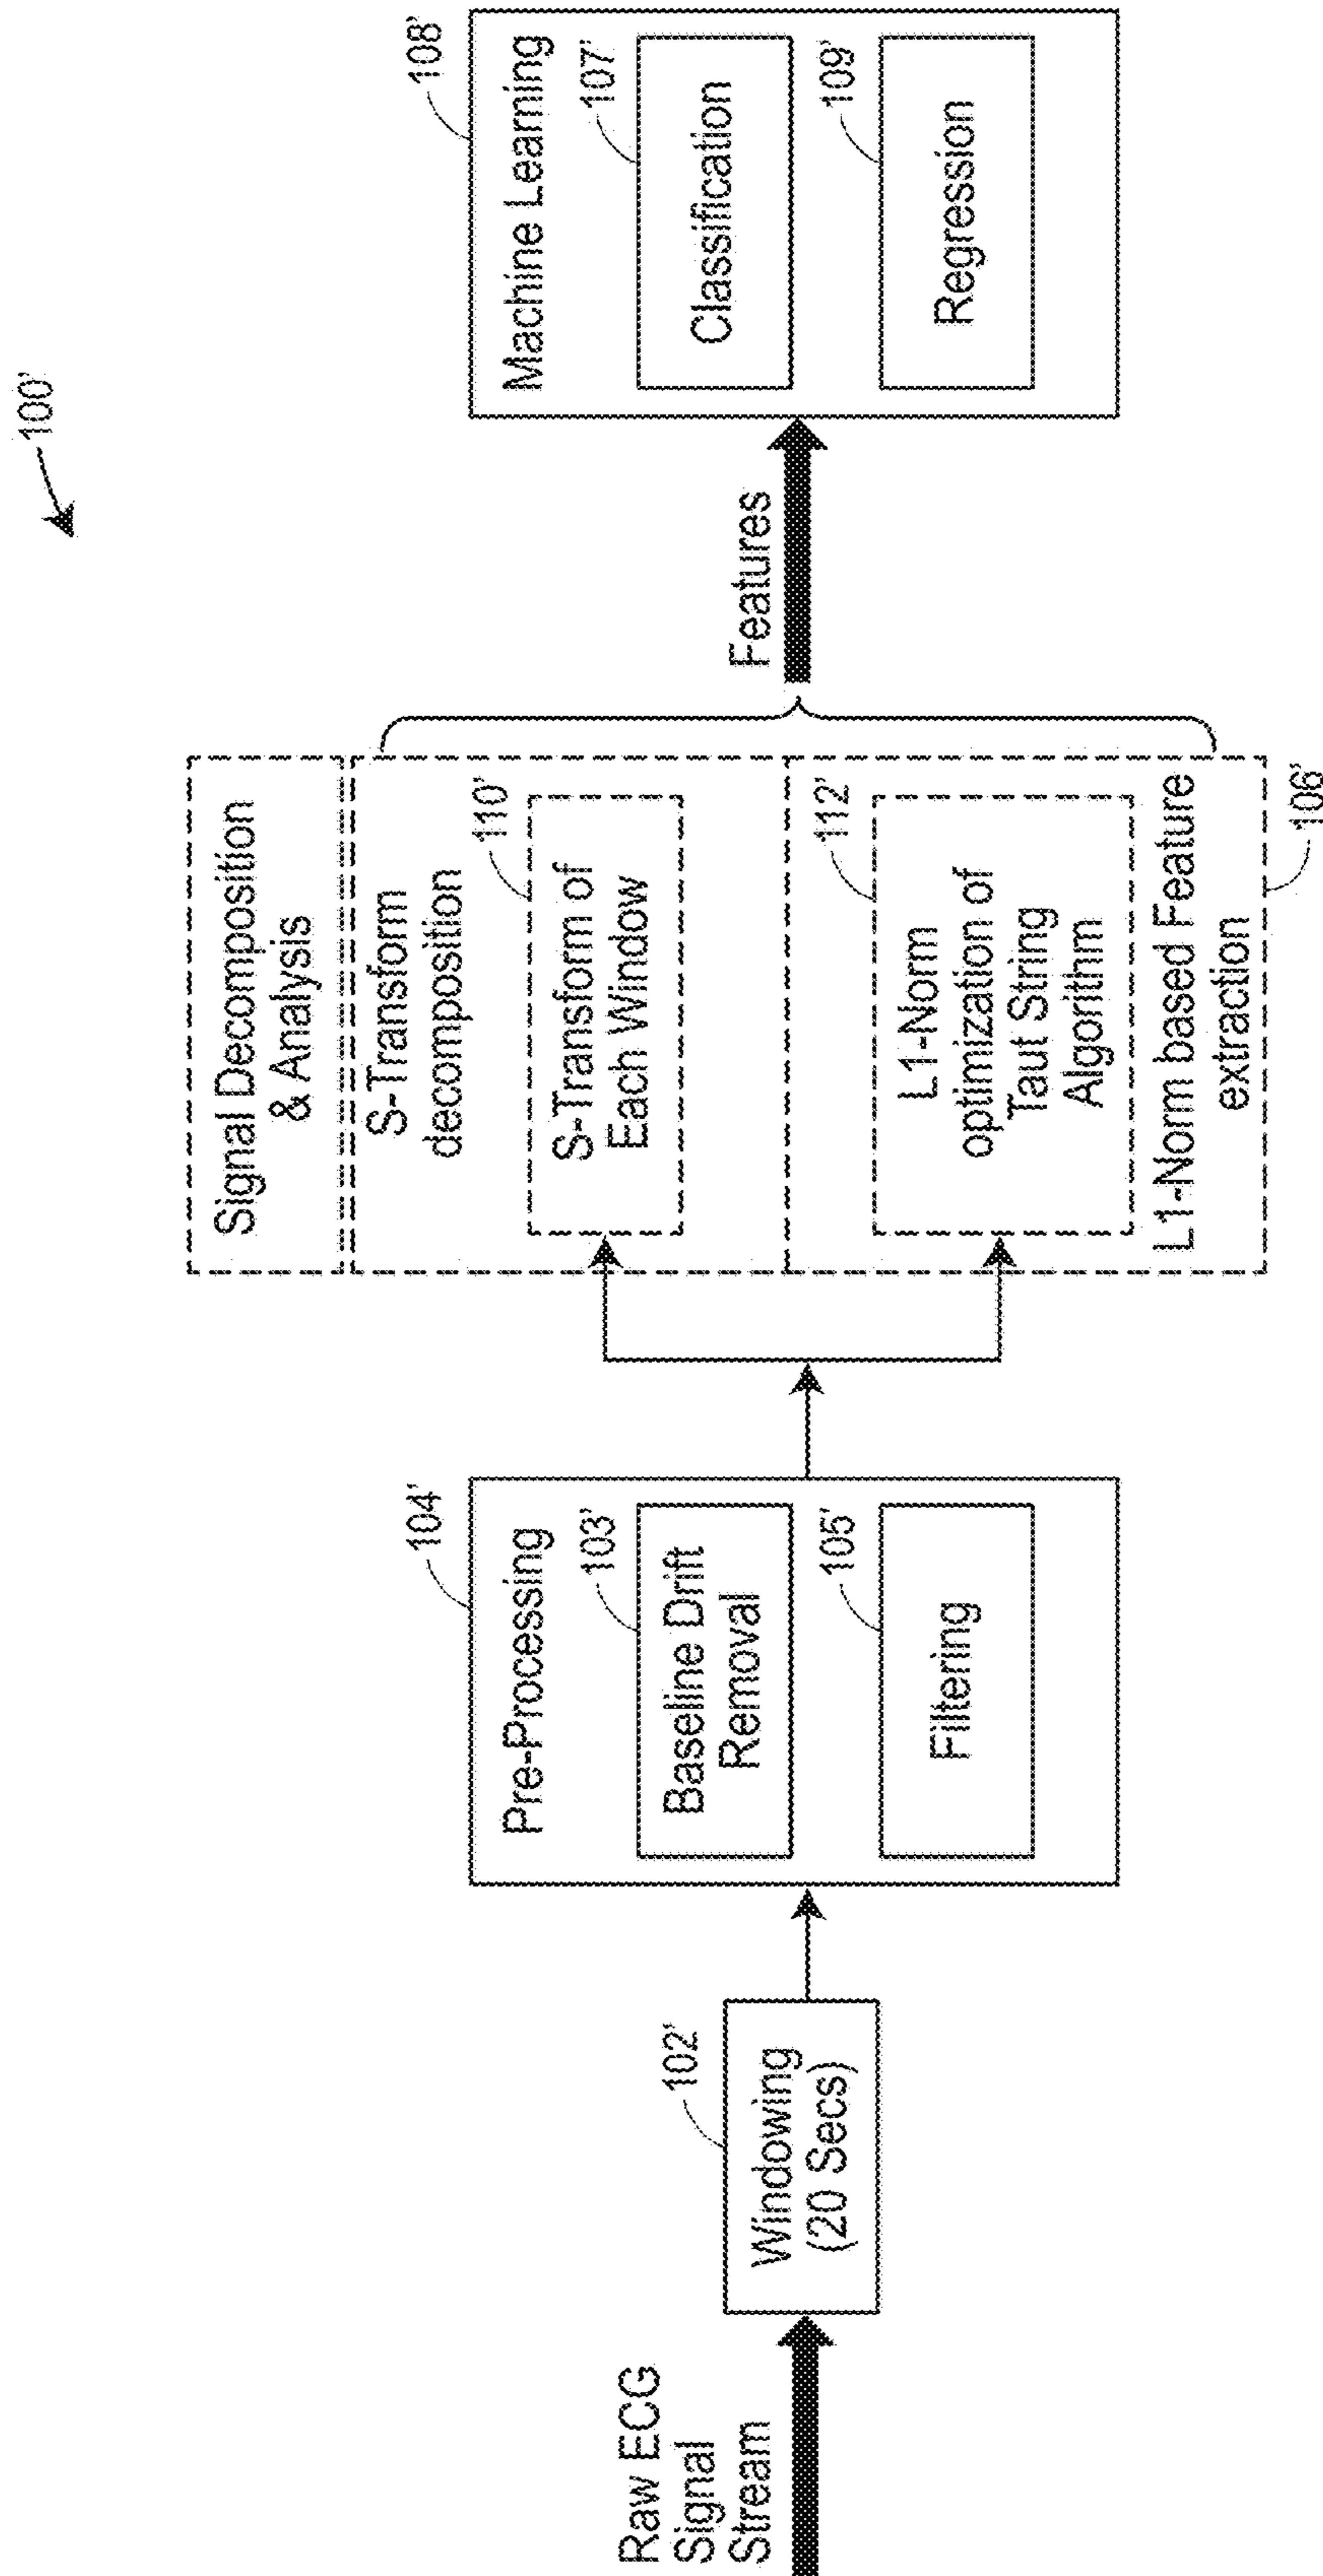 100'
Raw ECG
Signal
Stream
102'
Windowing
(20 Secs)
104'
Pre-Processing
103'
Baseline Drift
Removal
105'
Filtering
Signal Decomposition
& Analysis
S-Transform
decomposition
110'
S-Transform of
Each Window
112'
L1-Norm
optimization of
Taut String
Algorithm
L1-Norm based Feature
extraction
106'
Features
108'
Machine Learning
107'
Classification
109'
Regression